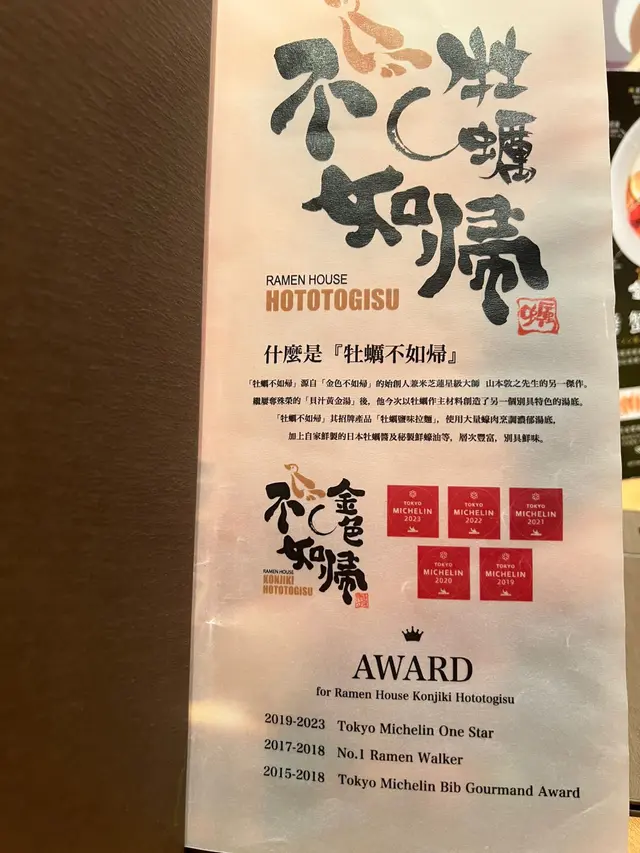 牡蠣
不如帰
RAMEN HOUSE
HOTOTOGISU
什麼是『牡蠣不如帰』
「牡蠣不如帰」源自「金色不如帰」的始創人兼米芝蓮星級大師 山本敦之先生的另一傑作。
繼屢奪殊榮的「貝汁黃金湯」後，他今次以牡蠣作主材料創造了另一個別具特色的湯底。
「牡蠣不如帰」其招牌產品「牡蠣鹽味拉麵」，使用大量蠔肉烹調濃郁湯底，
加上自家鮮製的日本牡蠣醬及秘製鮮蠔油等，層次豐富，別具鮮味。
金色
不如帰
RAMEN HOUSE
KONJIKI
HOTOTOGISU
TOKYO
MICHELIN
2023
TOKYO
MICHELIN
2022
TOKYO
MICHELIN
2021
TOKYO
MICHELIN
2020
TOKYO
MICHELIN
2019
AWARD
for Ramen House Konjiki Hototogisu
2019-2023 Tokyo Michelin One Star
2017-2018 No.1 Ramen Walker
2015-2018 Tokyo Michelin Bib Gourmand Award